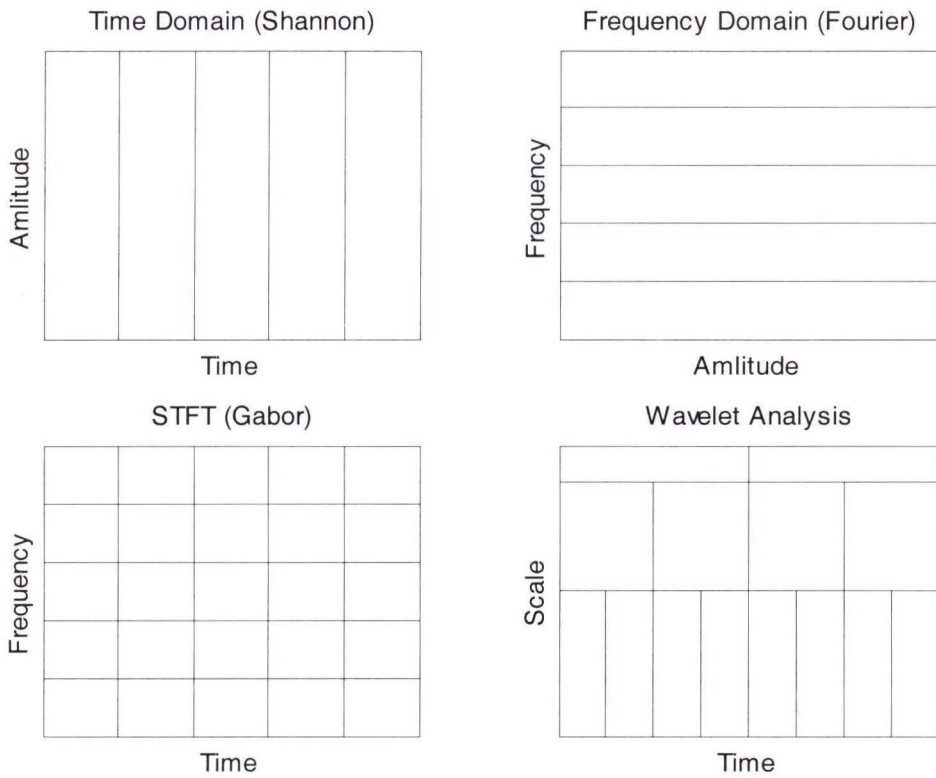 Time Domain (Shannon)
Frequency Domain (Fourier)
Amlitude
Time
Frequency
Amlitude
STFT (Gabor)
Wavelet Analysis
Frequency
Time
Scale
Time